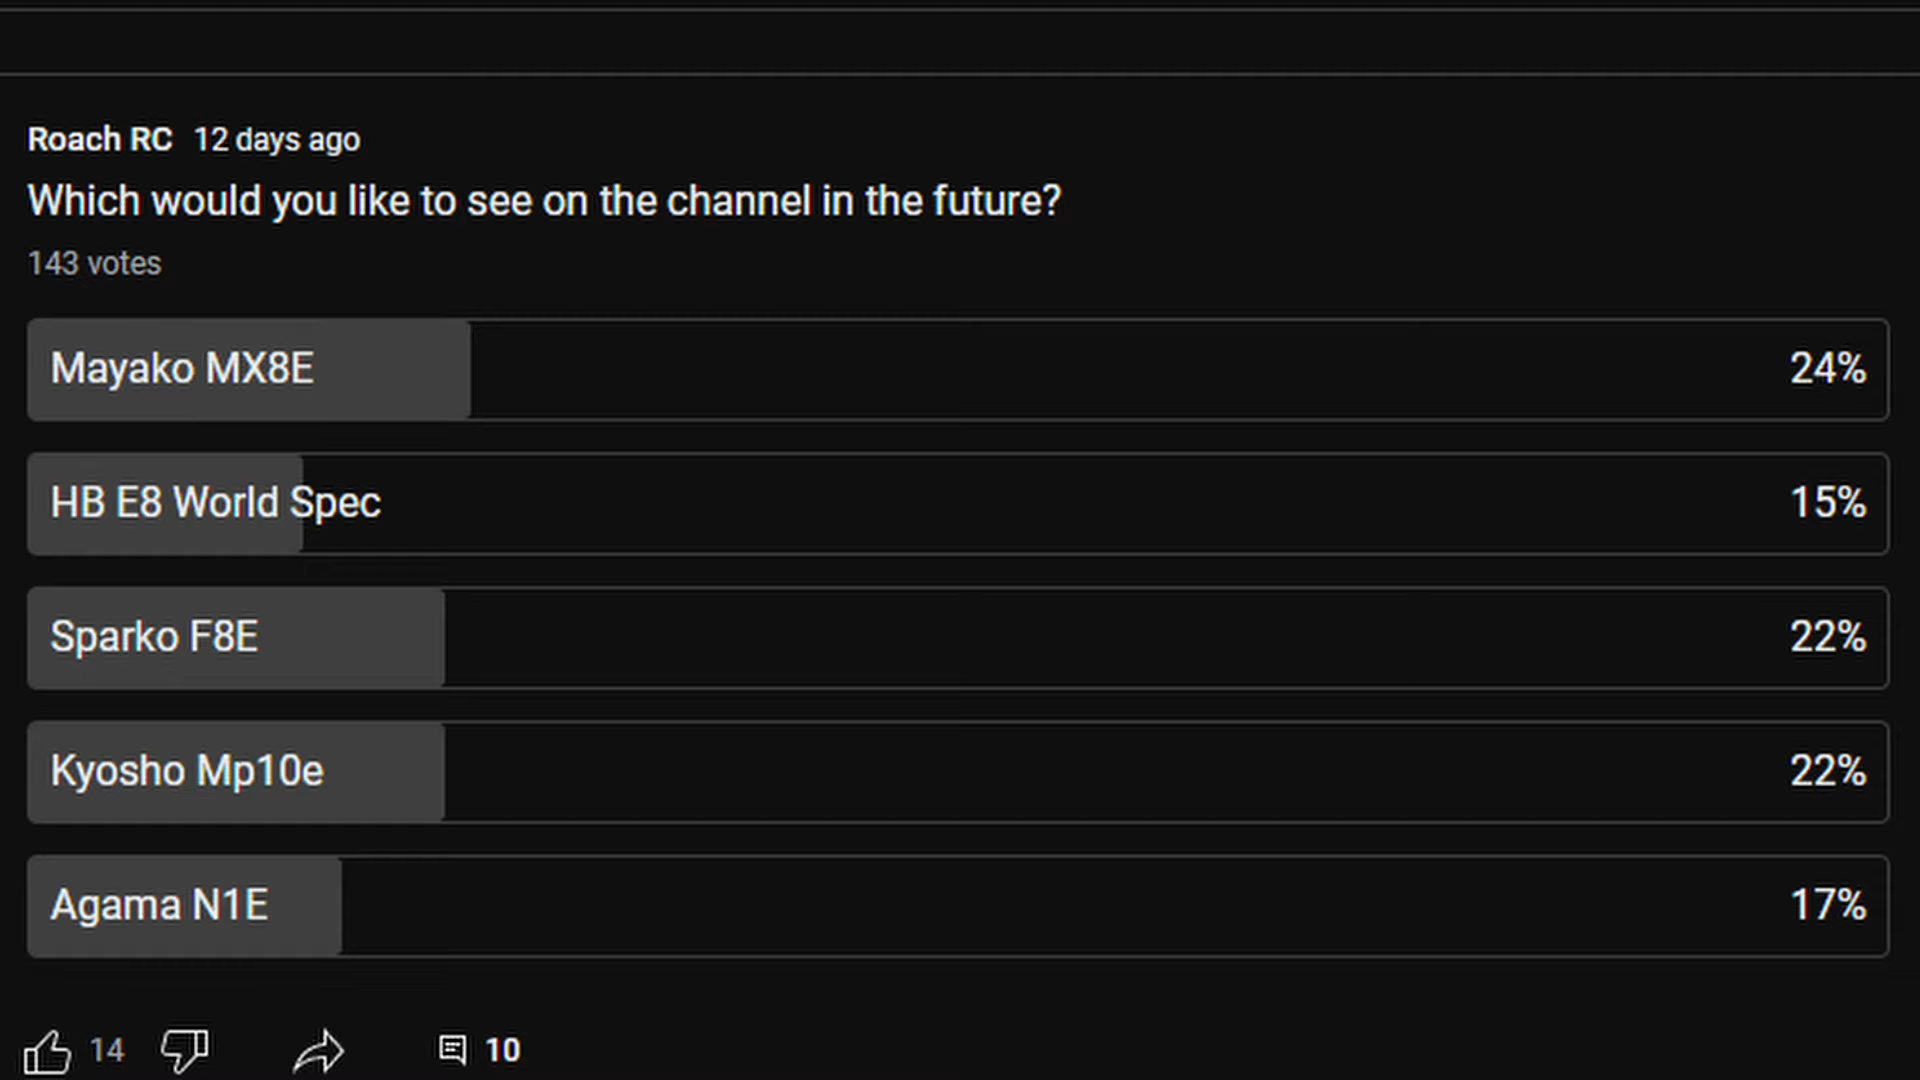 Roach RC 12 days ago
Which would you like to see on the channel in the future?
143 votes
Mayako MX8E 24%
HB E8 World Spec 15%
Sparko F8E 22%
Kyosho Mp10e 22%
Agama N1E 17%
14 10